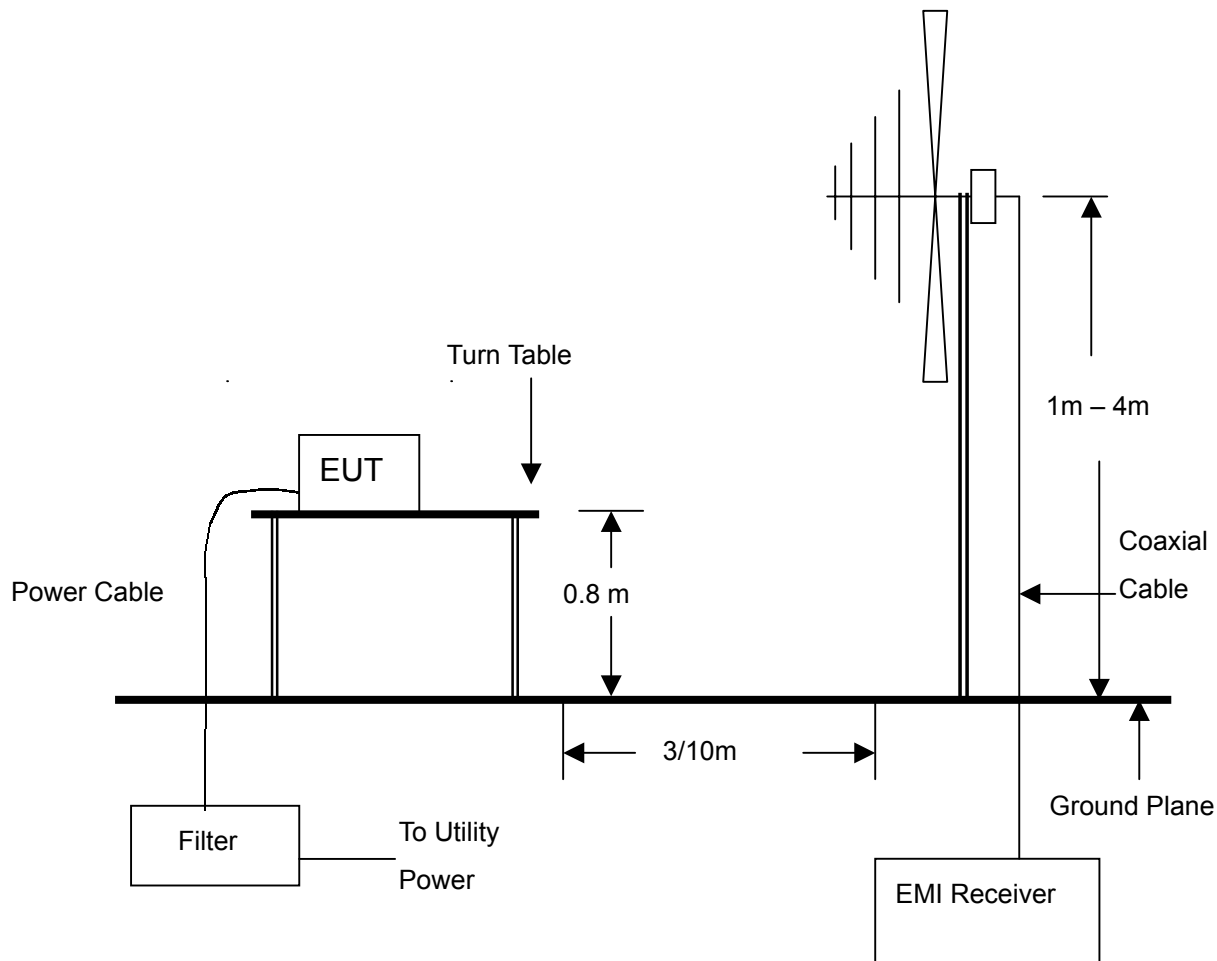 Turn Table
1m – 4m
EUT
Coaxial
Cable
Power Cable
0.8 m
3/10m
Ground Plane
Filter
To Utility
Power
EMI Receiver